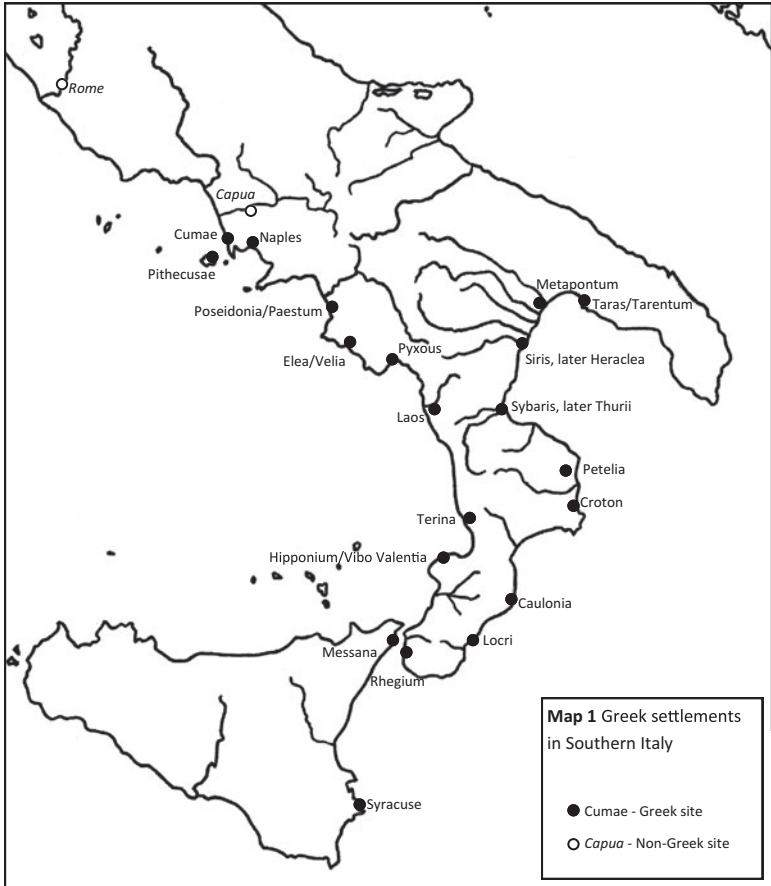 Rome
Capua
Cumae
Naples
Pithecusae
Metapontum
Taras/Tarentum
Poseidonia/Paestum
Elea/Velia
Pyxous
Siris, later Heraclea
Laos
Sybaris, later Thurii
Petelia
Croton
Terina
Hipponium/Vibo Valentia
Caulonia
Messana
Locri
Rhegium
Map 1 Greek settlements
in Southern Italy
Cumae - Greek site
Capua - Non-Greek site
Syracuse